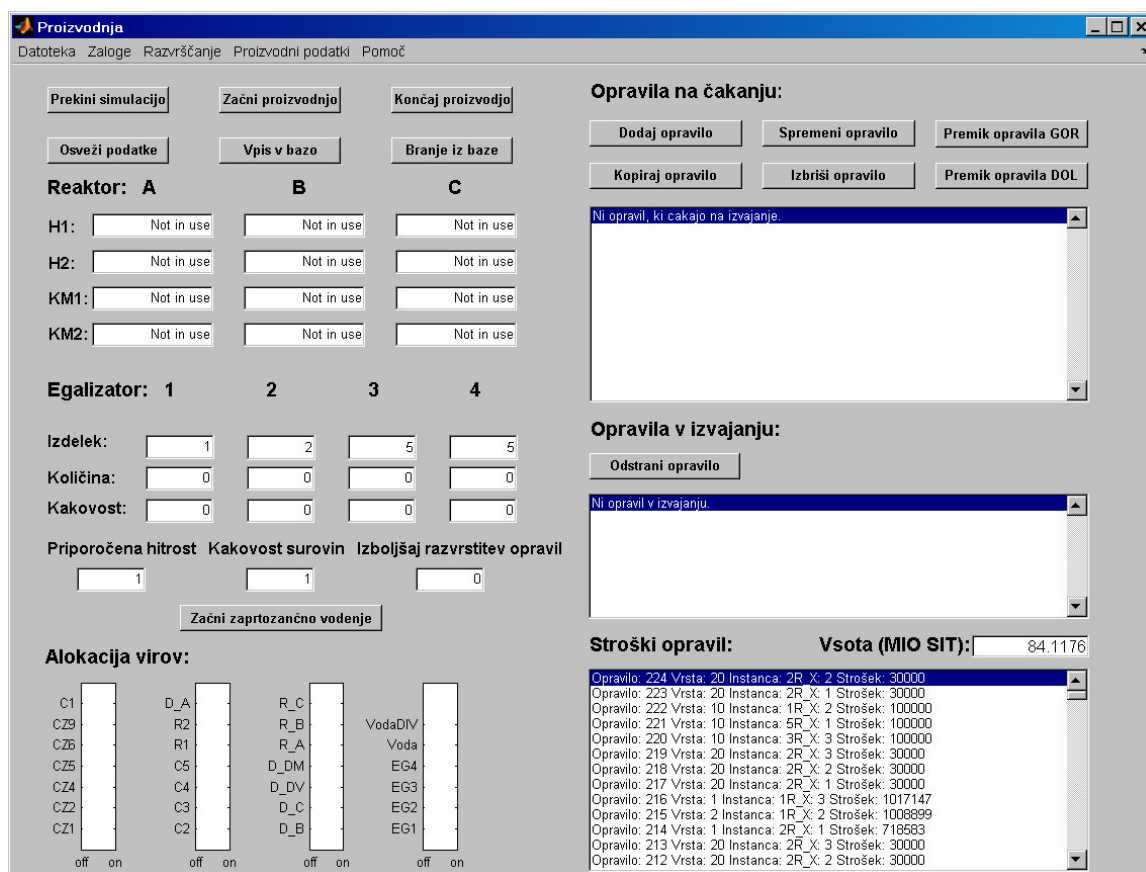 Proizvodnja
Datoteka Zaloge Razvrščanje Proizvodni podatki Pomoč
Prekini simulacijo Začni proizvodnjo Končaj proizvodjo
Osveži podatke Vpis v bazo Branje iz baze
Reaktor: A B C
H1: Not in use Not in use Not in use
H2: Not in use Not in use Not in use
KM1: Not in use Not in use Not in use
KM2: Not in use Not in use Not in use
Egalizator: 1 2 3 4
Izdelek: 1 2 5 5
Količina: 0 0 0 0
Kakovost: 0 0 0 0
Priporočena hitrost Kakovost surovin Izboljšaj razvrstitev opravil
1 1 0
Začni zaprtozančno vodenje
Alokacija virov:
C1 D_A R_C
CZ9 R2 R_B VodaDIV
CZ6 R1 R_A Voda
CZ5 C5 D_DM EG4
CZ4 C4 D_DV EG3
CZ2 C3 D_C EG2
CZ1 C2 D_B EG1
off on off on off on off on
Opravila na čakanju:
Dodaj opravilo Spremeni opravilo Premik opravila GOR
Kopiraj opravilo Izbriši opravilo Premik opravila DOL
Ni opravil, ki cakajo na izvajanje.
Opravila v izvajanju:
Odstrani opravilo
Ni opravil v izvajanju.
Stroški opravil: Vsota (MIO SIT): 84.1176
Opravilo: 224 Vrsta: 20 Instanca: 2R_X: 2 Strošek: 30000
Opravilo: 223 Vrsta: 20 Instanca: 2R_X: 1 Strošek: 30000
Opravilo: 222 Vrsta: 10 Instanca: 1R_X: 2 Strošek: 100000
Opravilo: 221 Vrsta: 10 Instanca: 5R_X: 1 Strošek: 100000
Opravilo: 220 Vrsta: 10 Instanca: 3R_X: 3 Strošek: 100000
Opravilo: 219 Vrsta: 20 Instanca: 2R_X: 3 Strošek: 30000
Opravilo: 218 Vrsta: 20 Instanca: 2R_X: 2 Strošek: 30000
Opravilo: 217 Vrsta: 20 Instanca: 2R_X: 1 Strošek: 30000
Opravilo: 216 Vrsta: 1 Instanca: 1R_X: 3 Strošek: 1017147
Opravilo: 215 Vrsta: 2 Instanca: 1R_X: 2 Strošek: 1008899
Opravilo: 214 Vrsta: 1 Instanca: 2R_X: 1 Strošek: 718583
Opravilo: 213 Vrsta: 20 Instanca: 2R_X: 3 Strošek: 30000
Opravilo: 212 Vrsta: 20 Instanca: 2R_X: 2 Strošek: 30000